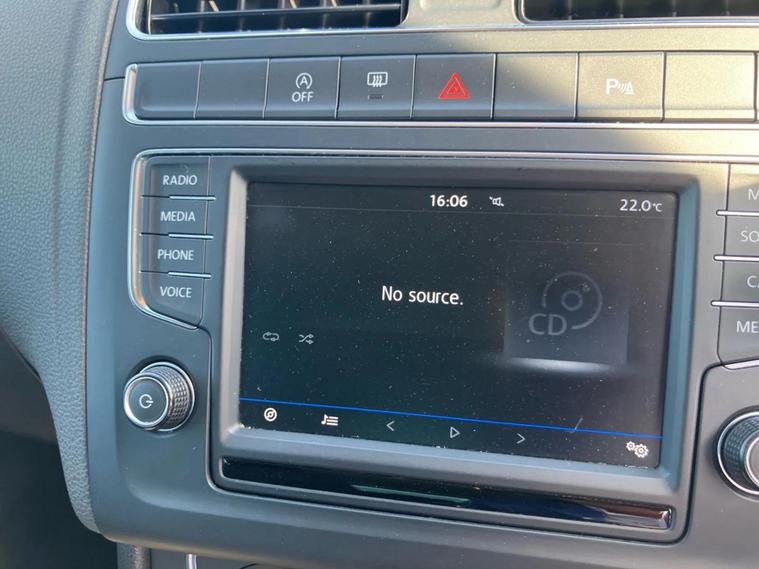 OFF
P
RADIO
MEDIA
PHONE
VOICE
16:06
22.0°C
No source.
CD